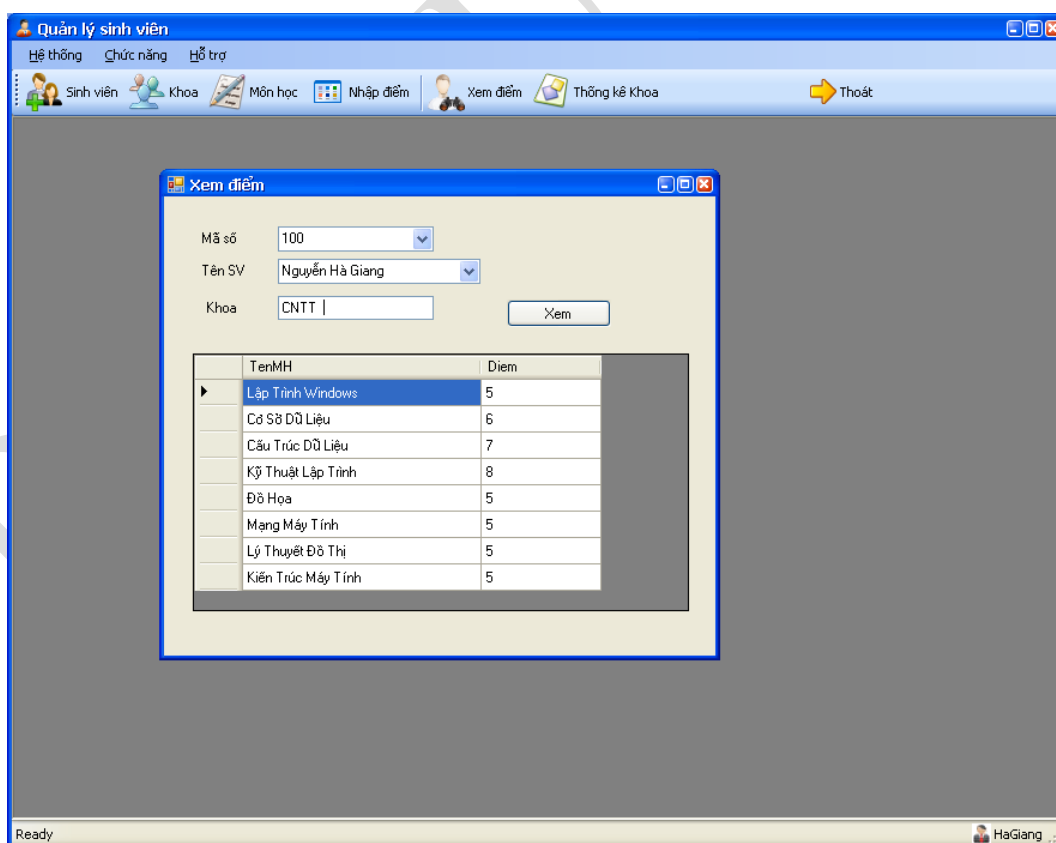 Quản lý sinh viên
Hệ thống Chức năng Hỗ trợ
Sinh viên Khoa Môn học Nhập điểm Xem điểm Thống kê Khoa Thoát
Xem điểm
Mã số 100
Tên SV Nguyễn Hà Giang
Khoa CNTT
Xem
TenMH Diem
Lập Trình Windows 5
Cơ Sở Dữ Liệu 6
Cấu Trúc Dữ Liệu 7
Kỹ Thuật Lập Trình 8
Đồ Họa 5
Mạng Máy Tính 5
Lý Thuyết Đồ Thị 5
Kiến Trúc Máy Tính 5
Ready HaGiang